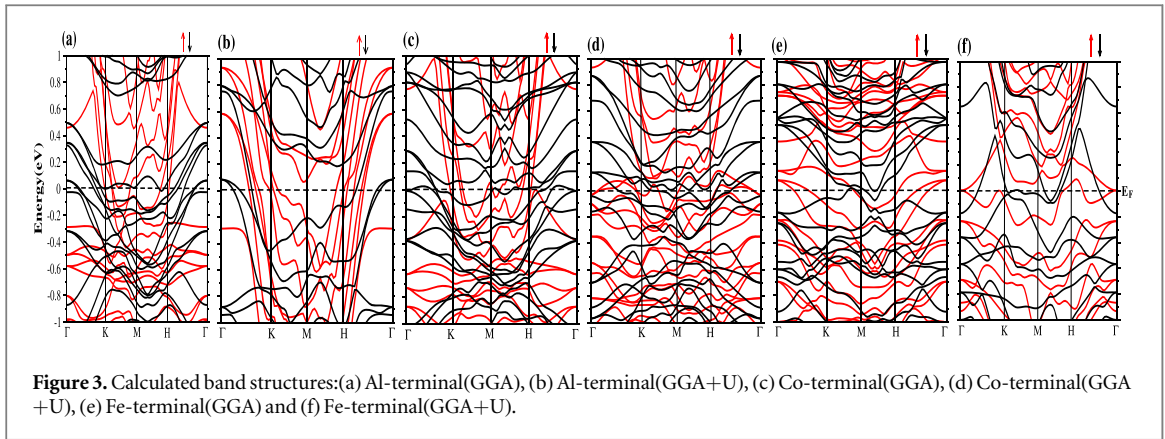 (a) (b) (c) (d) (e) (f)
1
0.8
0.6
0.4
0.2
0
-0.2
-0.4
-0.6
-0.8
-1
Energy(eV)
E_F
Γ K M H Γ Γ K M H Γ Γ K M H Γ Γ K M H Γ Γ K M H Γ Γ K M H Γ
Figure 3. Calculated band structures:(a) Al-terminal(GGA), (b) Al-terminal(GGA+U), (c) Co-terminal(GGA), (d) Co-terminal(GGA
+U), (e) Fe-terminal(GGA) and (f) Fe-terminal(GGA+U).